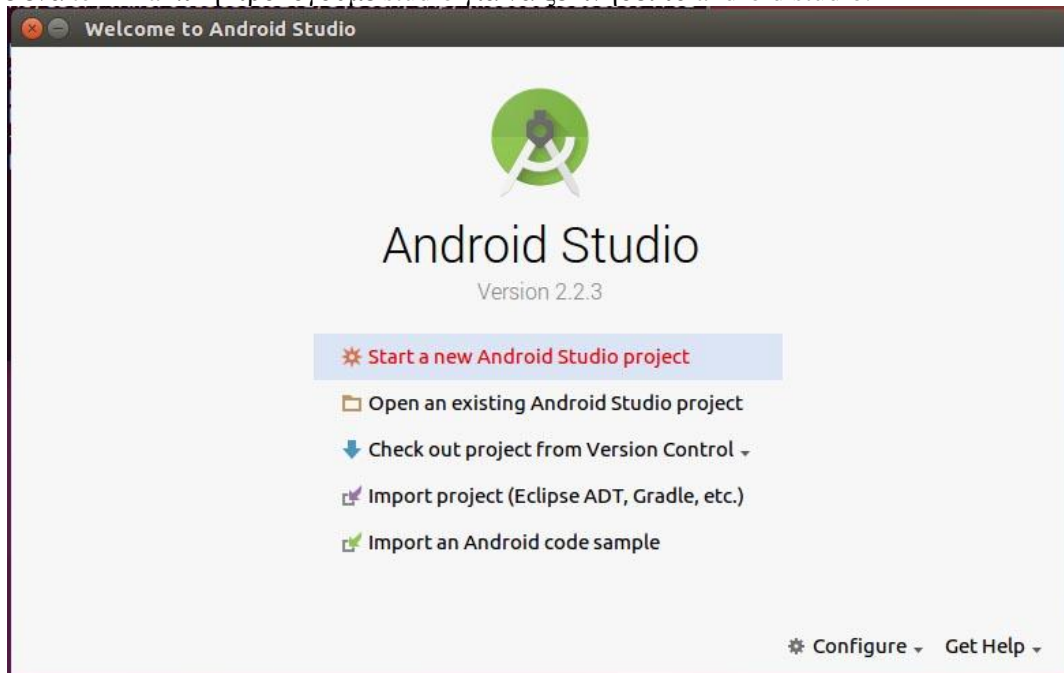 Welcome to Android Studio
Android Studio
Version 2.2.3
Start a new Android Studio project
Open an existing Android Studio project
Check out project from Version Control
Import project (Eclipse ADT, Gradle, etc.)
Import an Android code sample
Configure Get Help